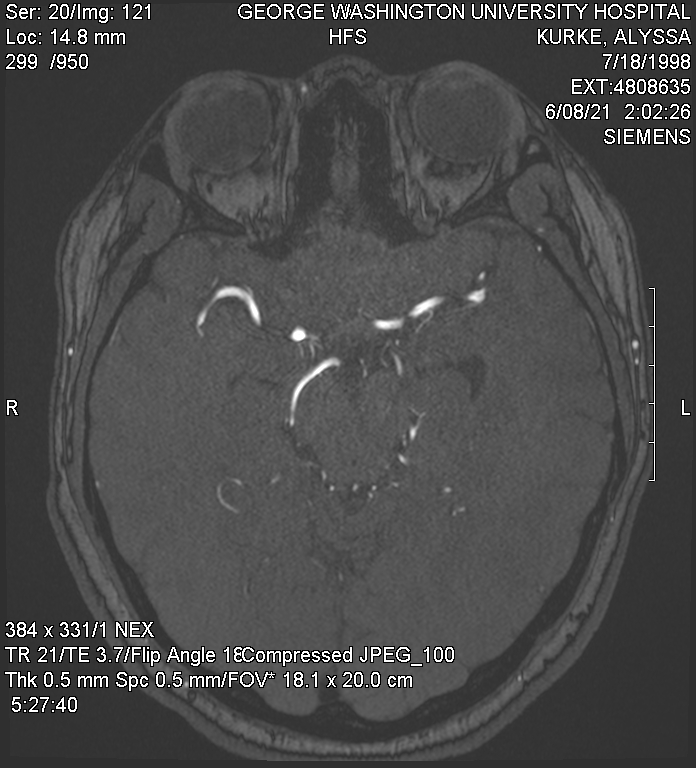 Ser: 20/Img: 121
Loc: 14.8 mm
299 /950
GEORGE WASHINGTON UNIVERSITY HOSPITAL
HFS
KURKE, ALYSSA
7/18/1998
EXT:4808635
6/08/21 2:02:26
SIEMENS
R
L
384 x 331/1 NEX
TR 21/TE 3.7/Flip Angle 18Compressed JPEG_100
Thk 0.5 mm Spc 0.5 mm/FOV* 18.1 x 20.0 cm
5:27:40